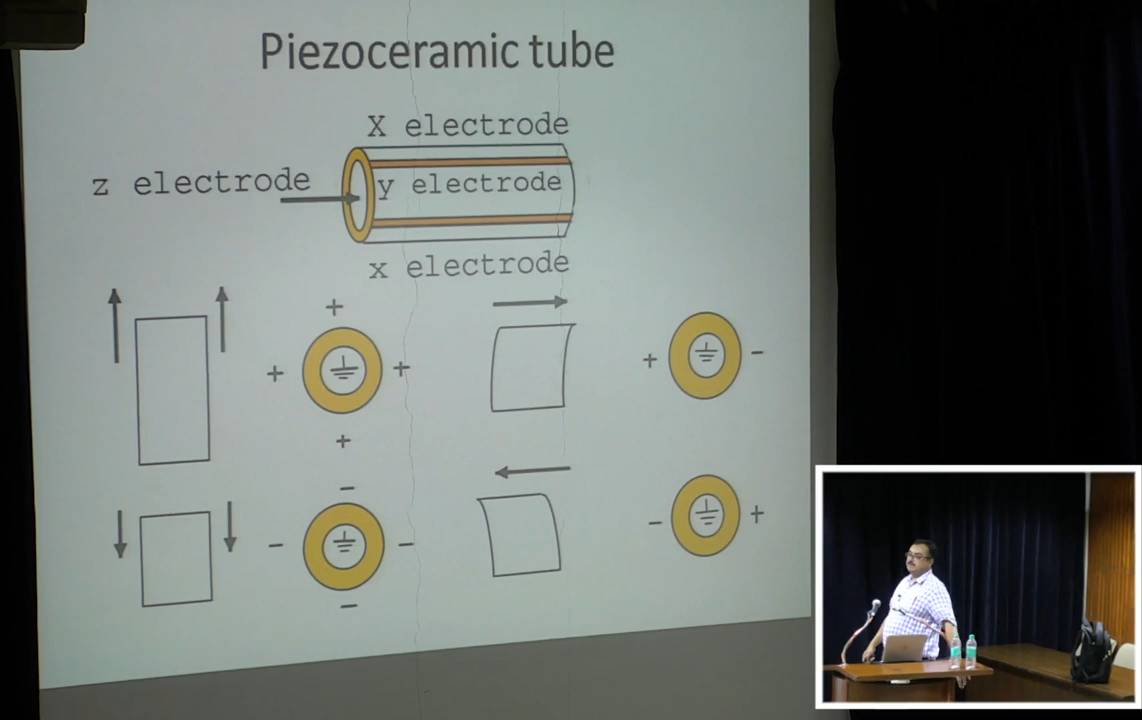 Piezoceramic tube
X electrode
z electrode
y electrode
x electrode
+
+ +
+
+ -
-
- -
-
- +